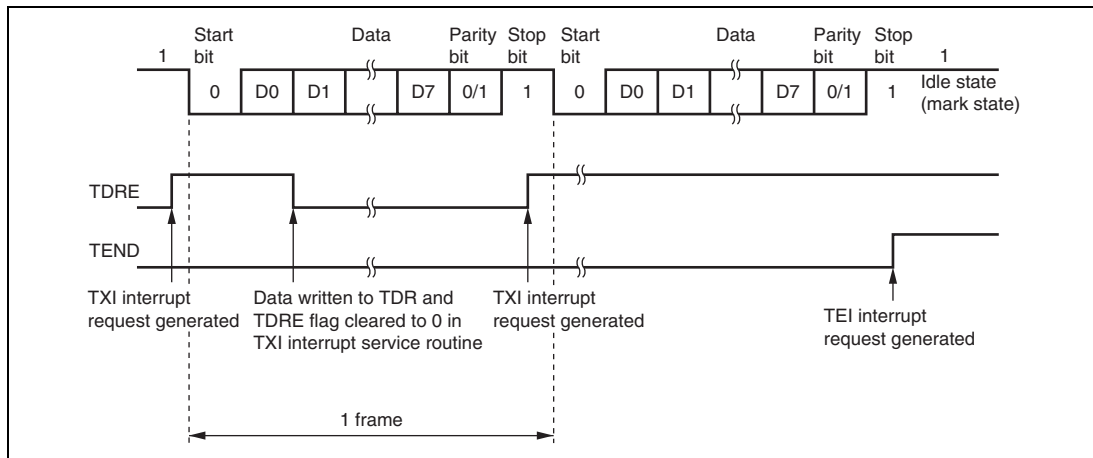 1
Start bit
Data
Parity bit
Stop bit
Start bit
Data
Parity bit
Stop bit
1
0 D0 D1 D7 0/1 1 0 D0 D1 D7 0/1 1
Idle state
(mark state)
TDRE
TEND
TXI interrupt
request generated
Data written to TDR and
TDRE flag cleared to 0 in
TXI interrupt service routine
TXI interrupt
request generated
TEI interrupt
request generated
1 frame